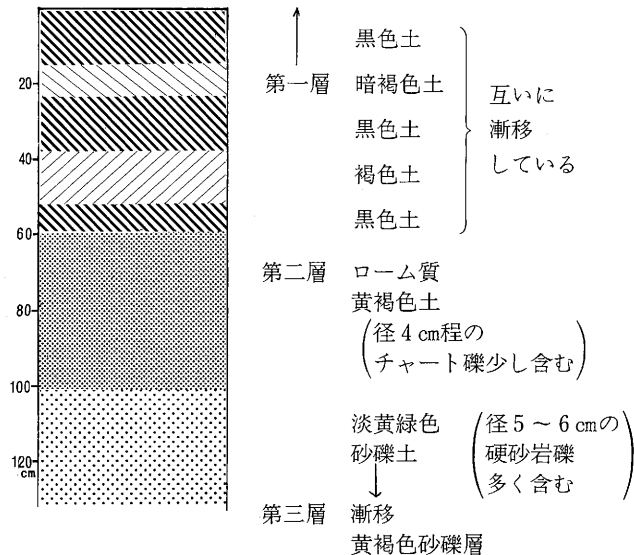 20
40
60
80
100
120
cm
第一層
黒色土
暗褐色土
黒色土
褐色土
黒色土
互いに
漸移
している
第二層 ローム質
黄褐色土
(径4cm程の
チャート礫少し含む)
淡黄緑色
砂礫土
(径5~6cmの
硬砂岩礫
多く含む)
↓
第三層 漸移
黄褐色砂礫層